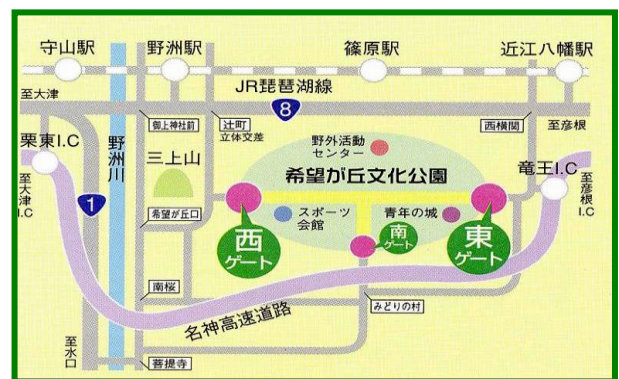 守山駅
野洲駅
篠原駅
近江八幡駅
JR琵琶湖線
至大津
8
御上神社前
辻町
立体交差
西横関
至彦根
栗東I.C
野洲川
三上山
野外活動
センター
希望が丘文化公園
竜王I.C
至大津I.C
1
希望が丘口
西
ゲート
スポーツ
会館
青年の城
南
ゲート
東
ゲート
至彦根I.C
南桜
みどりの村
名神高速道路
至水口
菩提寺